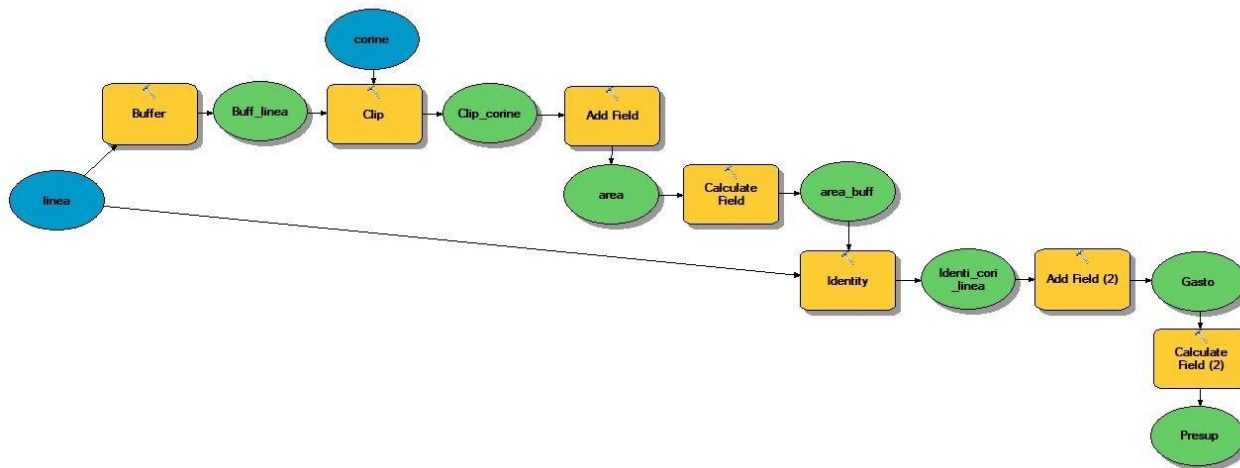 corine
Buffer
Buff_linea
Clip
Clip_corine
Add Field
linea
area
Calculate
Field
area_buff
Identity
Identi_cori
_linea
Add Field (2)
Gasto
Calculate
Field (2)
Presup